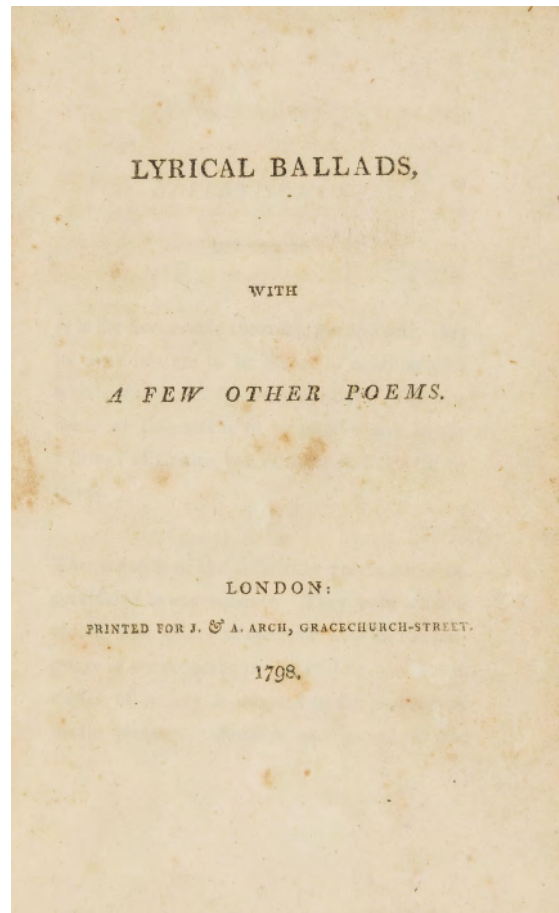 LYRICAL BALLADS,
WITH
A FEW OTHER POEMS.
LONDON:
PRINTED FOR J. & A. ARCH, GRACECHURCH-STREET.
1798.